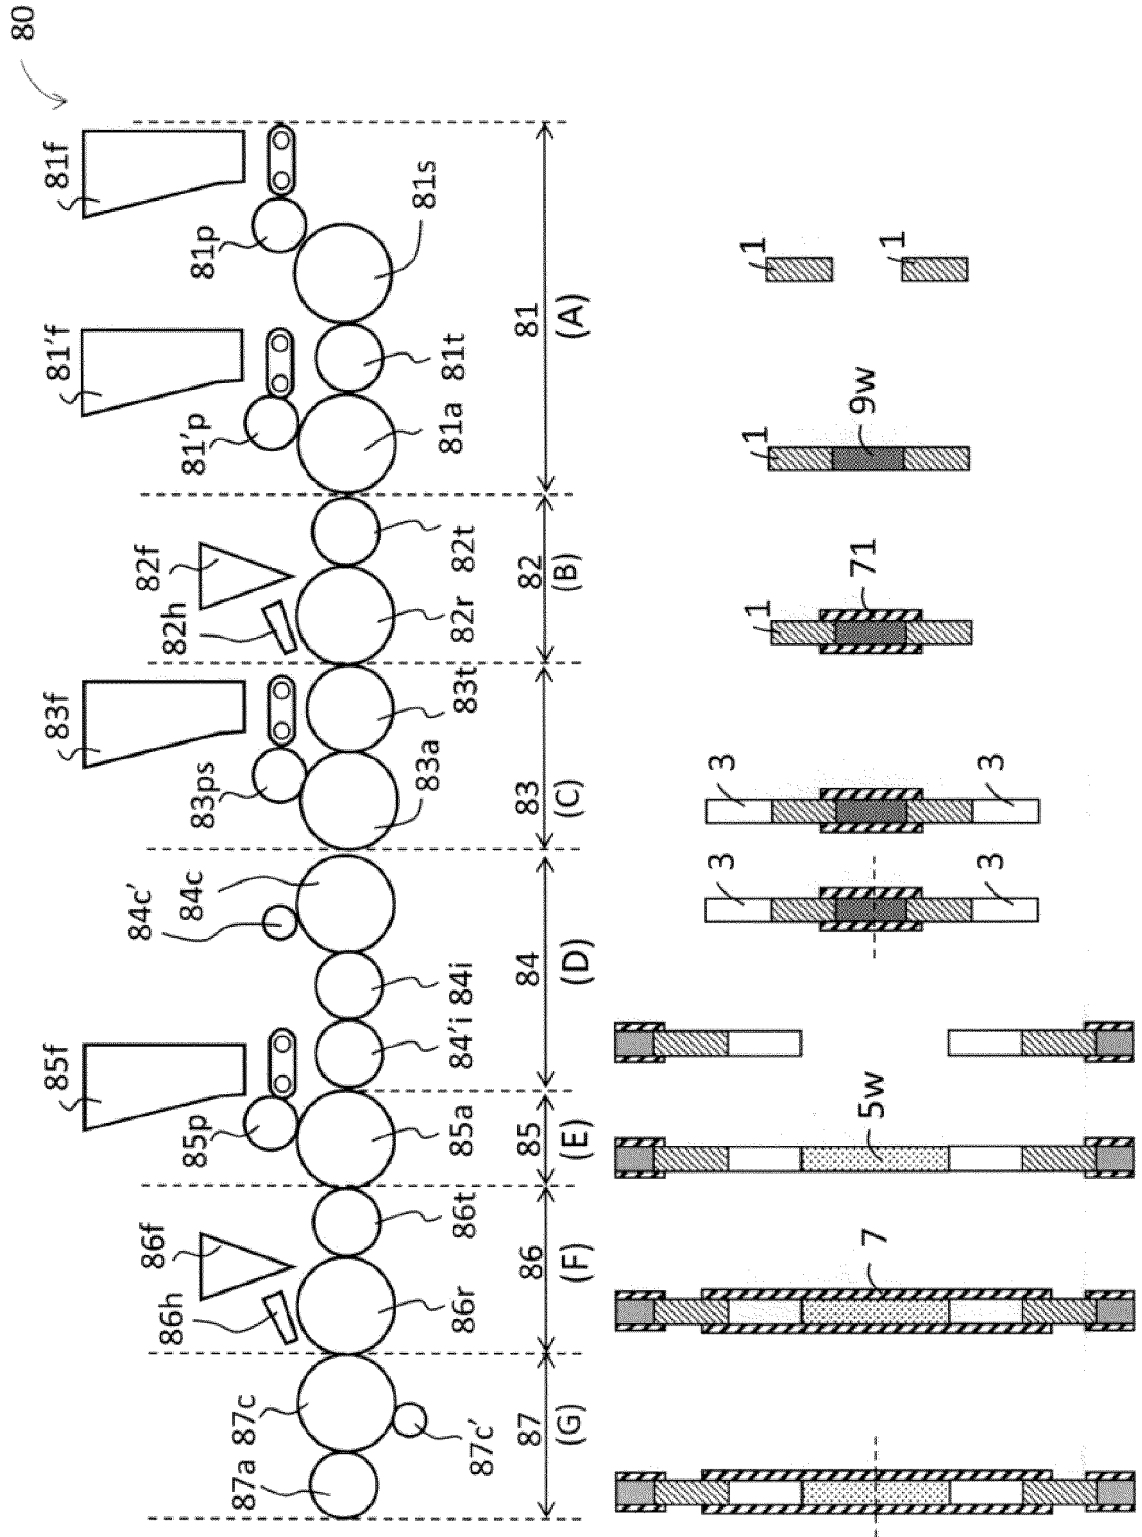 80
81f
81p
81s
81'f
81'p
81t
81a
81
(A)
82f
82h
82t
82r
82
(B)
83f
83ps
83t
83a
83
(C)
84c'
84c
84i
84'i
84
(D)
85f
85p
85a
85
(E)
86f
86h
86t
86r
86
(F)
87c
87a
87c'
87
(G)
1
1
1
9w
1
71
3
3
3
3
5w
7